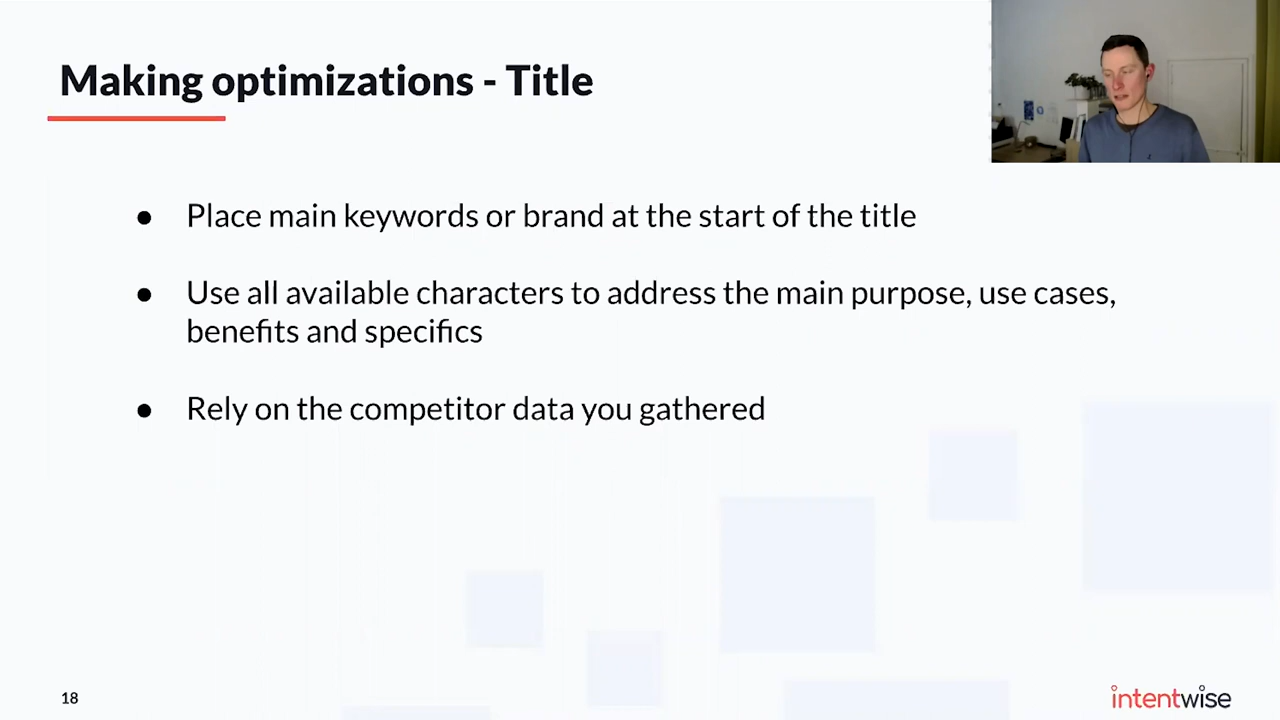 Making optimizations - Title
● Place main keywords or brand at the start of the title
● Use all available characters to address the main purpose, use cases,
benefits and specifics
● Rely on the competitor data you gathered
18
intentwise